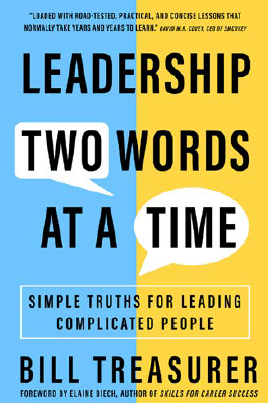 "LOADED WITH ROAD-TESTED, PRACTICAL, AND CONCISE LESSONS THAT
NORMALLY TAKE YEARS AND YEARS TO LEARN." DAVID M.R. COVEY, CEO OF SMCOVEY
LEADERSHIP
TWO WORDS
AT A TIME
SIMPLE TRUTHS FOR LEADING
COMPLICATED PEOPLE
BILL TREASURER
FOREWORD BY ELAINE BIECH, AUTHOR OF SKILLS FOR CAREER SUCCESS